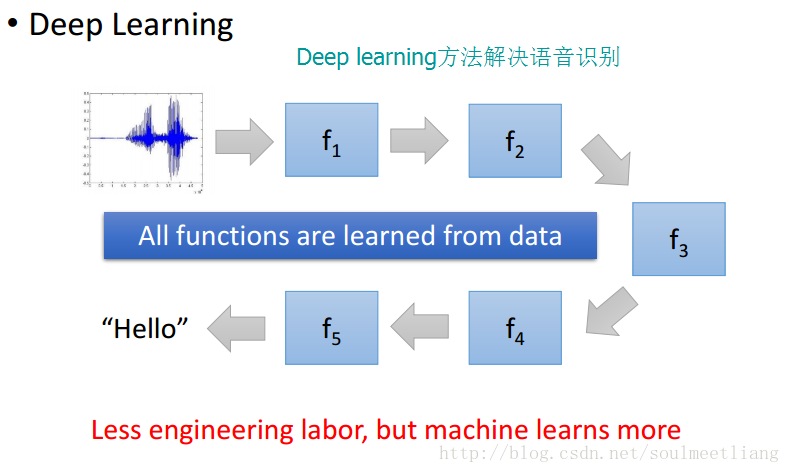 • Deep Learning
Deep learning方法解决语音识别
f1
f2
All functions are learned from data
f3
“Hello”
f5
f4
Less engineering labor, but machine learns more
http://blog.csdn.net/soulmeetliang